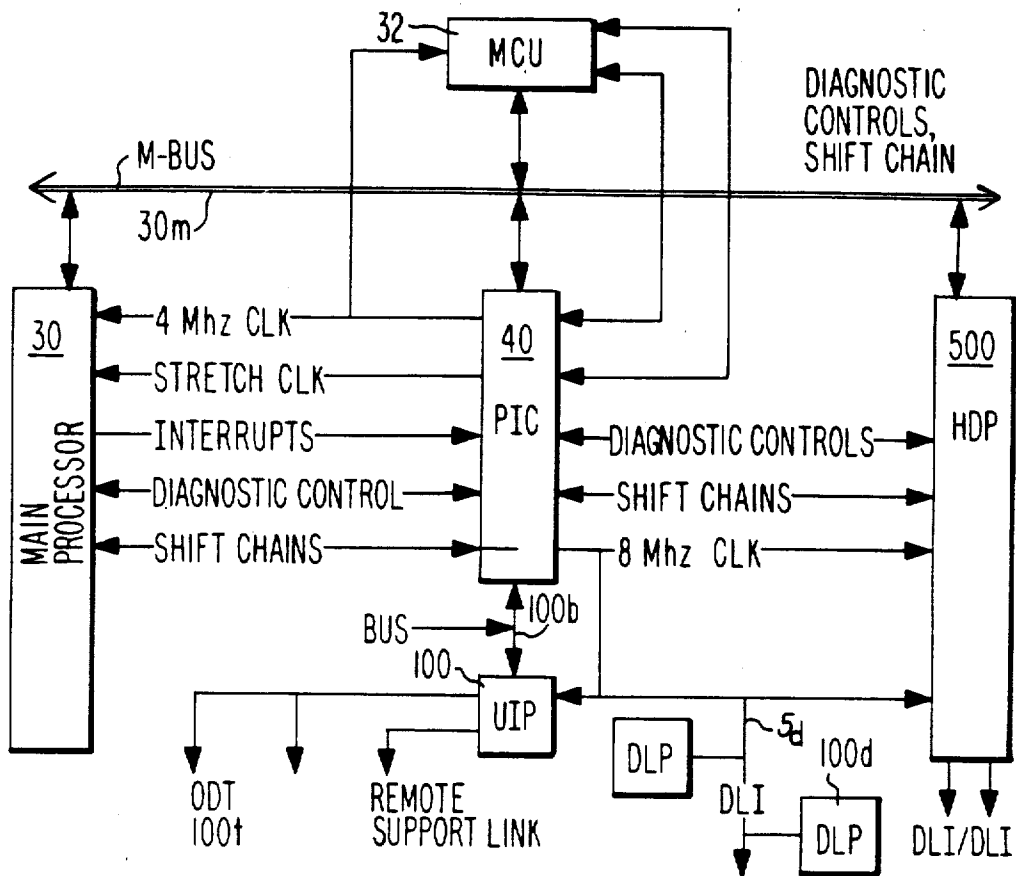 32
MCU
DIAGNOSTIC
CONTROLS,
SHIFT CHAIN
M-BUS
30m
30
MAIN
PROCESSOR
4 Mhz CLK
STRETCH CLK
INTERRUPTS
DIAGNOSTIC CONTROL
SHIFT CHAINS
40
PIC
DIAGNOSTIC CONTROLS
SHIFT CHAINS
8 Mhz CLK
500
HDP
BUS
100b
100
UIP
ODT
100t
REMOTE
SUPPORT LINK
5d
DLP
DLI
100d
DLP
DLI/DLI